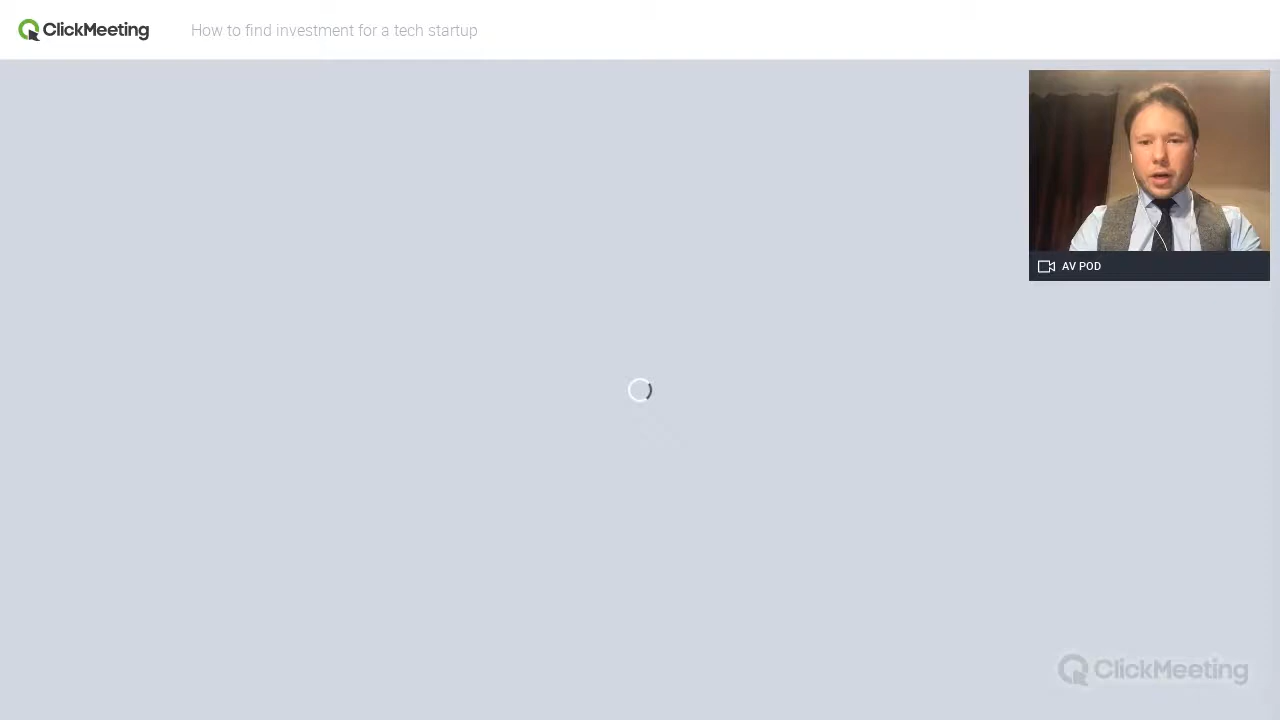 ClickMeeting How to find investment for a tech startup
AV POD
ClickMeeting